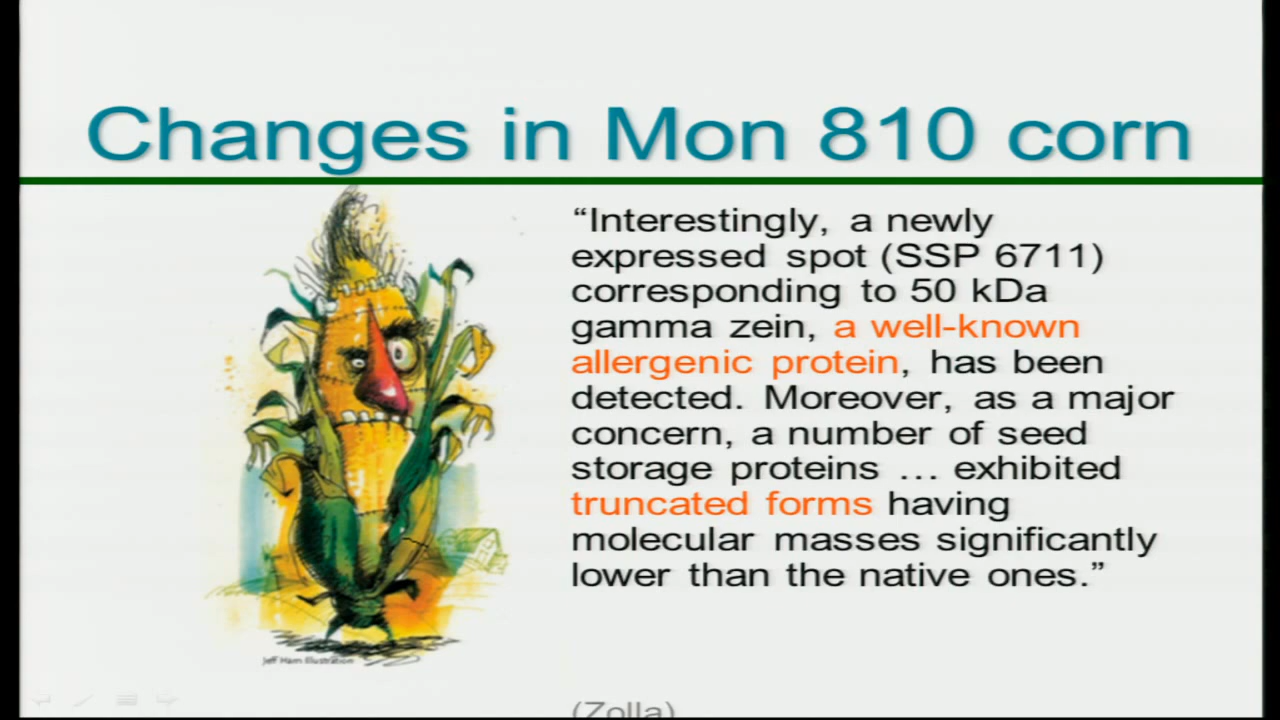 Changes in Mon 810 corn
“Interestingly, a newly
expressed spot (SSP 6711)
corresponding to 50 kDa
gamma zein, a well-known
allergenic protein, has been
detected. Moreover, as a major
concern, a number of seed
storage proteins … exhibited
truncated forms having
molecular masses significantly
lower than the native ones.”
Jeff Ham Illustration
(Zolla)